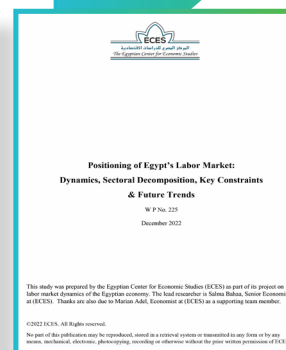 ECES
المركز المصري للدراسات الاقتصادية
The Egyptian Center for Economic Studies
Positioning of Egypt's Labor Market:
Dynamics, Sectoral Decomposition, Key Constraints
& Future Trends
W P No. 225
December 2022
This study was prepared by the Egyptian Center for Economic Studies (ECES) as part of its project on
labor market dynamics of the Egyptian economy. The lead researcher is Salma Bahaa, Senior Economi
at (ECES). Thanks are also due to Marian Adel, Economist at (ECES) as a supporting team member.
©2022 ECES. All Rights reserved.
No part of this publication may be reproduced, stored in a retrieval system or transmitted in any form or by any
means, mechanical, electronic, photocopying, recording or otherwise without the prior written permission of ECE